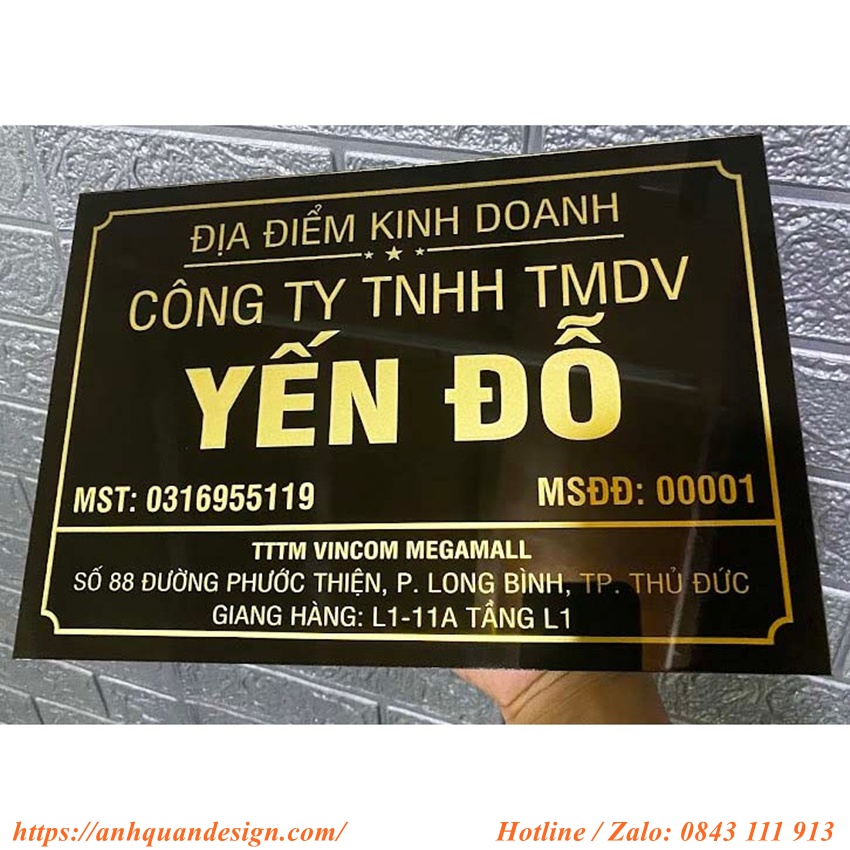 ĐỊA ĐIỂM KINH DOANH
CÔNG TY TNHH TMDV
YẾN ĐỖ
MST: 0316955119 MSĐĐ: 00001
TTTM VINCOM MEGAMALL
SỐ 88 ĐƯỜNG PHƯỚC THIỆN, P. LONG BÌNH, TP. THỦ ĐỨC
GIANG HÀNG: L1-11A TẦNG L1
https://anhquandesign.com/ Hotline / Zalo: 0843 111 913